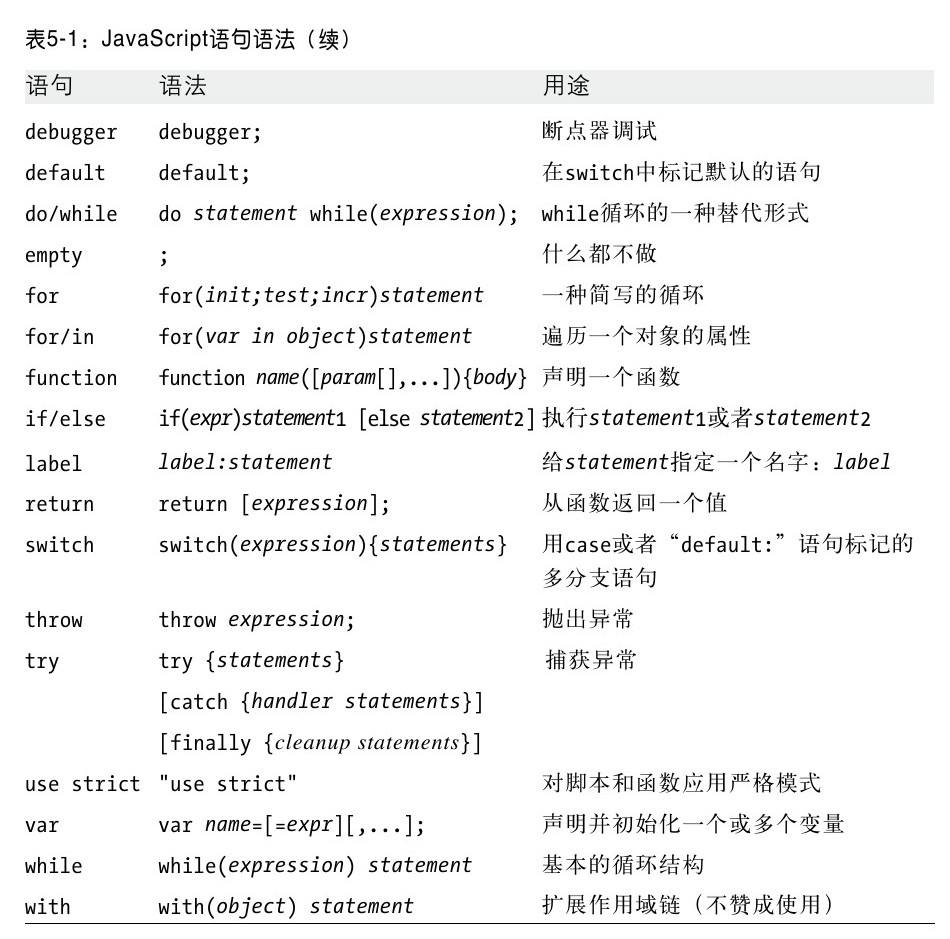 表5-1：JavaScript语句语法（续）
语句 语法 用途
debugger debugger; 断点器调试
default default; 在switch中标记默认的语句
do/while do statement while(expression); while循环的一种替代形式
empty ; 什么都不做
for for(init;test;incr)statement 一种简写的循环
for/in for(var in object)statement 遍历一个对象的属性
function function name([param[],...]){body} 声明一个函数
if/else if(expr)statement1 [else statement2] 执行statement1或者statement2
label label:statement 给statement指定一个名字：label
return return [expression]; 从函数返回一个值
switch switch(expression){statements} 用case或者“default:”语句标记的
多分支语句
throw throw expression; 抛出异常
try try {statements} 捕获异常
[catch {handler statements}]
[finally {cleanup statements}]
use strict "use strict" 对脚本和函数应用严格模式
var var name=[=expr][,...]; 声明并初始化一个或多个变量
while while(expression) statement 基本的循环结构
with with(object) statement 扩展作用域链（不赞成使用）